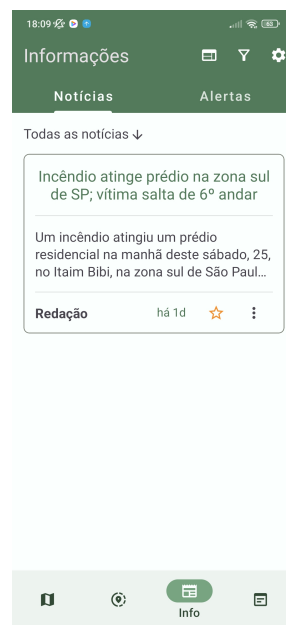 18:09
Informações
Notícias
Alertas
Todas as notícias
Incêndio atinge prédio na zona sul
de SP; vítima salta de 6º andar
Um incêndio atingiu um prédio
residencial na manhã deste sábado, 25,
no Itaim Bibi, na zona sul de São Paul...
Redação
há 1d
Info